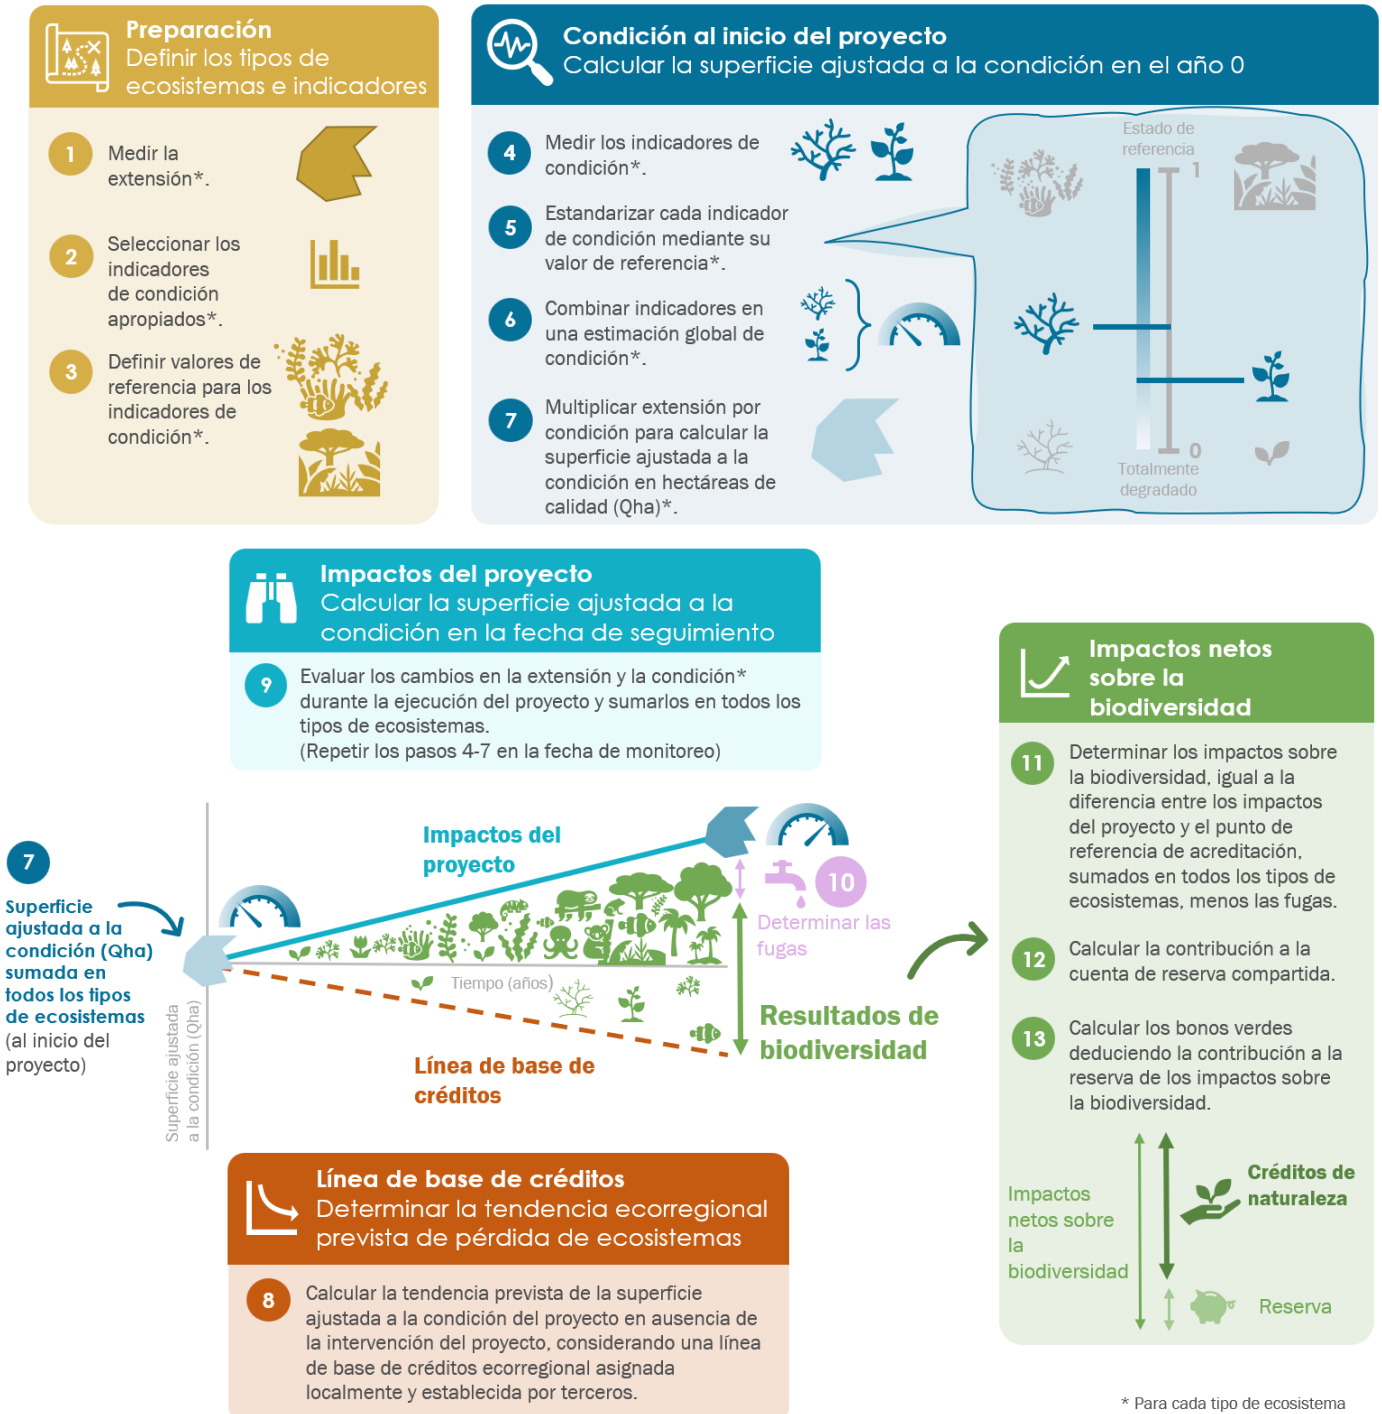 Preparación
Definir los tipos de
ecosistemas e indicadores
1
Medir la
extensión*.
2
Seleccionar los
indicadores
de condición
apropiados*.
3
Definir valores de
referencia para los
indicadores de
condición*.
Condición al inicio del proyecto
Calcular la superficie ajustada a la condición en el año 0
4
Medir los indicadores de
condición*.
5
Estandarizar cada indicador
de condición mediante su
valor de referencia*.
6
Combinar indicadores en
una estimación global de
condición*.
7
Multiplicar extensión por
condición para calcular la
superficie ajustada a la
condición en hectáreas de
calidad (Qha)*.
Estado de
referencia
1
0
Totalmente
degradado
Impactos del proyecto
Calcular la superficie ajustada a la
condición en la fecha de seguimiento
9
Evaluar los cambios en la extensión y la condición*
durante la ejecución del proyecto y sumarlos en todos los
tipos de ecosistemas.
(Repetir los pasos 4-7 en la fecha de monitoreo)
7
Superficie
ajustada a la
condición (Qha)
sumada en
todos los tipos
de ecosistemas
(al inicio del
proyecto)
Superficie ajustada
a la condición (Qha)
Impactos del
proyecto
Tiempo (años)
Línea de base de
créditos
10
Determinar las
fugas
Resultados de
biodiversidad
Línea de base de créditos
Determinar la tendencia ecorregional
prevista de pérdida de ecosistemas
8
Calcular la tendencia prevista de la superficie
ajustada a la condición del proyecto en ausencia de
la intervención del proyecto, considerando una línea
de base de créditos ecorregional asignada
localmente y establecida por terceros.
Impactos netos
sobre la
biodiversidad
11
Determinar los impactos sobre
la biodiversidad, igual a la
diferencia entre los impactos
del proyecto y el punto de
referencia de acreditación,
sumados en todos los tipos de
ecosistemas, menos las fugas.
12
Calcular la contribución a la
cuenta de reserva compartida.
13
Calcular los bonos verdes
deduciendo la contribución a la
reserva de los impactos sobre
la biodiversidad.
Impactos
netos sobre
la
biodiversidad
Créditos de
naturaleza
Reserva
* Para cada tipo de ecosistema